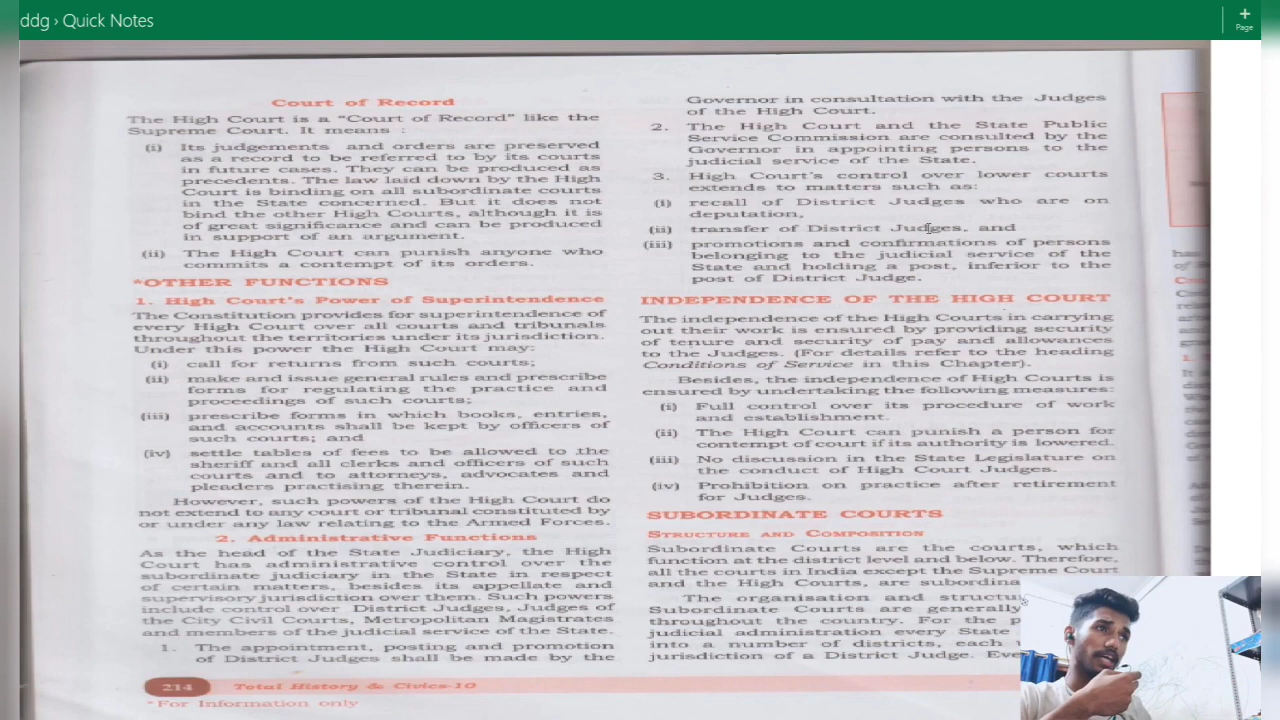 ddg › Quick Notes
+
Page
Court of Record
The High Court is a "Court of Record" like the
Supreme Court. It means :
(i) Its judgements and orders are preserved
as a record to be referred to by its courts
in future cases. They can be produced as
precedents. The law laid down by the High
Court is binding on all subordinate courts
in the State concerned. But it does not
bind the other High Courts, although it is
of great significance and can be produced
in support of an argument.
(ii) The High Court can punish anyone who
commits a contempt of its orders.
*OTHER FUNCTIONS
1. High Court's Power of Superintendence
The Constitution provides for superintendence of
every High Court over all courts and tribunals
throughout the territories under its jurisdiction.
Under this power the High Court may:
(i) call for returns from such courts;
(ii) make and issue general rules and prescribe
forms for regulating the practice and
proceedings of such courts;
(iii) prescribe forms in which books, entries,
and accounts shall be kept by officers of
such courts; and
(iv) settle tables of fees to be allowed to the
sheriff and all clerks and officers of such
courts and to attorneys, advocates and
pleaders practising therein.
However, such powers of the High Court do
not extend to any court or tribunal constituted by
or under any law relating to the Armed Forces.
2. Administrative Functions
As the head of the State Judiciary, the High
Court has administrative control over the
subordinate judiciary in the State in respect
of certain matters, besides its appellate and
supervisory jurisdiction over them. Such powers
include control over District Judges, Judges of
the City Civil Courts, Metropolitan Magistrates
and members of the judicial service of the State.
1. The appointment, posting and promotion
of District Judges shall be made by the
214 Total History & Civics-10
*For Information only
Governor in consultation with the Judges
of the High Court.
2. The High Court and the State Public
Service Commission are consulted by the
Governor in appointing persons to the
judicial service of the State.
3. High Court's control over lower courts
extends to matters such as:
(i) recall of District Judges who are on
deputation,
(ii) transfer of District Judges, and
(iii) promotions and confirmations of persons
belonging to the judicial service of the
State and holding a post, inferior to the
post of District Judge.
INDEPENDENCE OF THE HIGH COURT
The independence of the High Courts in carrying
out their work is ensured by providing security
of tenure and security of pay and allowances
to the Judges. (For details refer to the heading
Conditions of Service in this Chapter).
Besides, the independence of High Courts is
ensured by undertaking the following measures:
(i) Full control over its procedure of work
and establishment.
(ii) The High Court can punish a person for
contempt of court if its authority is lowered.
(iii) No discussion in the State Legislature on
the conduct of High Court Judges.
(iv) Prohibition on practice after retirement
for Judges.
SUBORDINATE COURTS
STRUCTURE AND COMPOSITION
Subordinate Courts are the courts, which
function at the district level and below. Therefore,
all the courts in India except the Supreme Court
and the High Courts, are
The organisation and
Subordinate Courts are generally
throughout the country. For the
judicial administration every State
into a number of districts, each
jurisdiction of a District Judge.